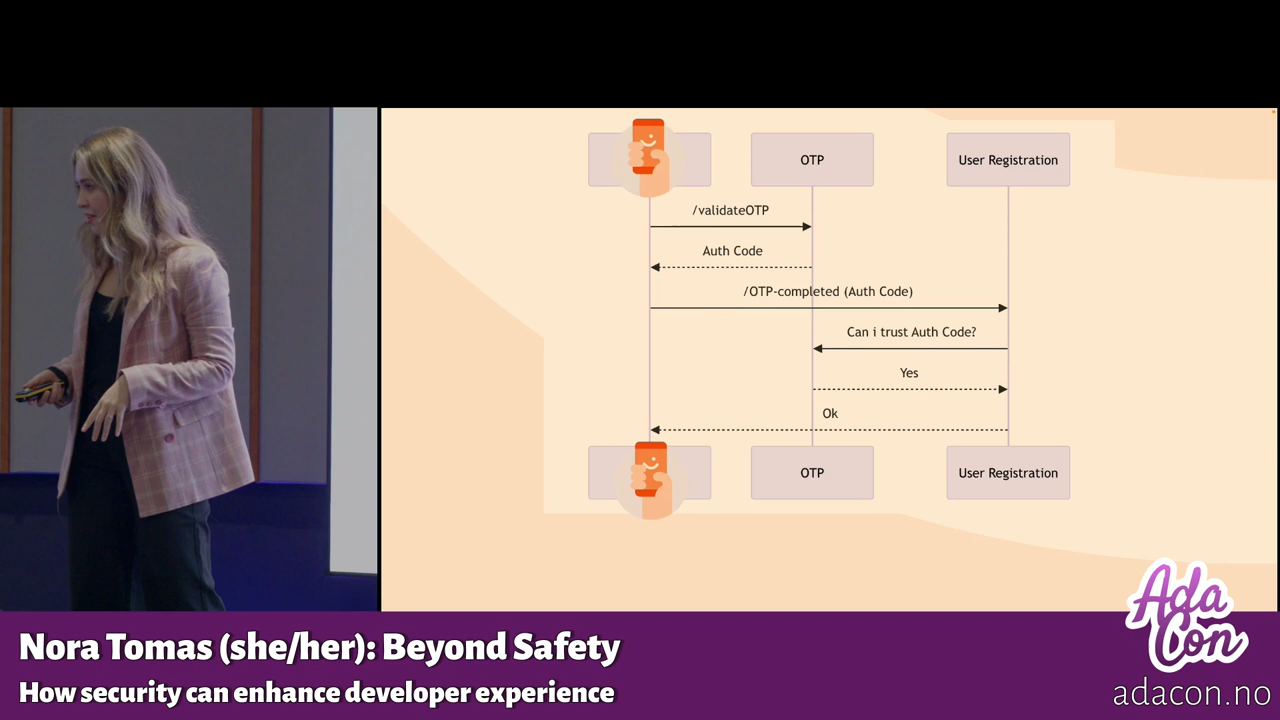 OTP
User Registration
/validateOTP
Auth Code
/OTP-completed (Auth Code)
Can i trust Auth Code?
Yes
Ok
OTP
User Registration
Ada
Con
Nora Tomas (she/her): Beyond Safety
How security can enhance developer experience
adacon.no